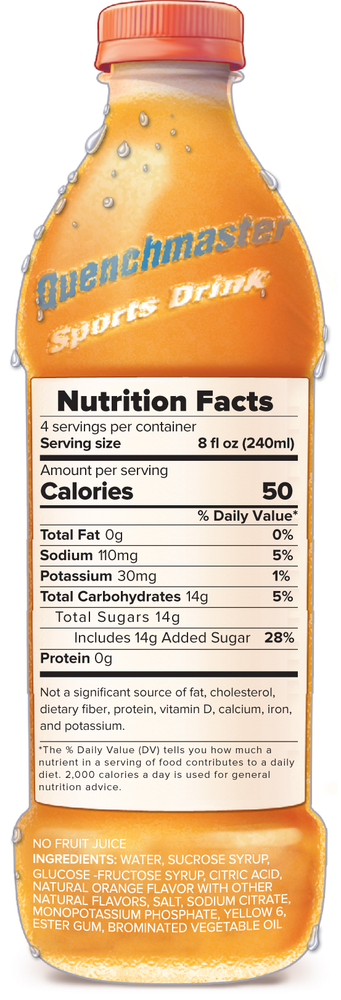 Quenchmaster
Sports Drink
Nutrition Facts
4 servings per container
Serving size 8 fl oz (240ml)
Amount per serving
Calories 50
% Daily Value*
Total Fat 0g 0%
Sodium 110mg 5%
Potassium 30mg 1%
Total Carbohydrates 14g 5%
Total Sugars 14g
Includes 14g Added Sugar 28%
Protein 0g
Not a significant source of fat, cholesterol,
dietary fiber, protein, vitamin D, calcium, iron,
and potassium.
*The % Daily Value (DV) tells you how much a
nutrient in a serving of food contributes to a daily
diet. 2,000 calories a day is used for general
nutrition advice.
NO FRUIT JUICE
INGREDIENTS: WATER, SUCROSE SYRUP,
GLUCOSE -FRUCTOSE SYRUP, CITRIC ACID,
NATURAL ORANGE FLAVOR WITH OTHER
NATURAL FLAVORS, SALT, SODIUM CITRATE,
MONOPOTASSIUM PHOSPHATE, YELLOW 6,
ESTER GUM, BROMINATED VEGETABLE OIL